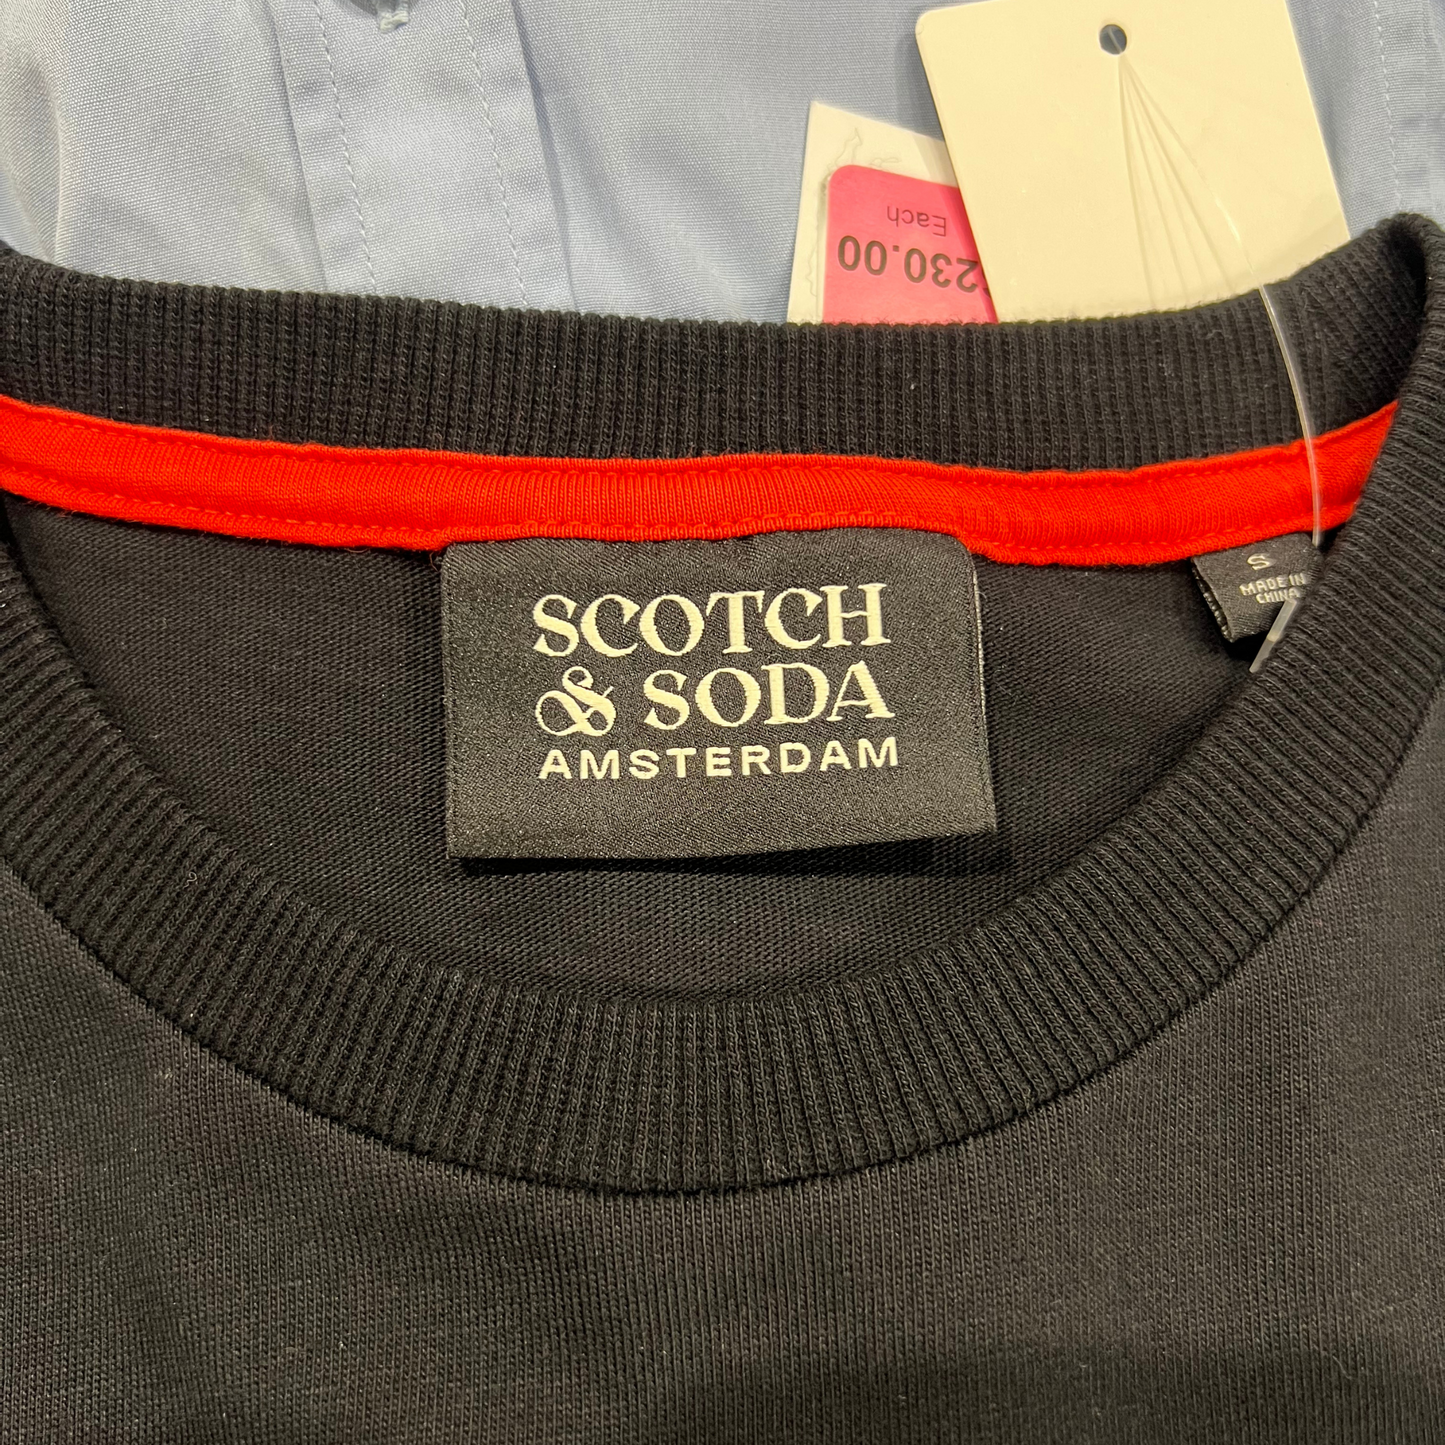 Each
230.00
SCOTCH
& SODA
AMSTERDAM
S
MADE IN
CHINA